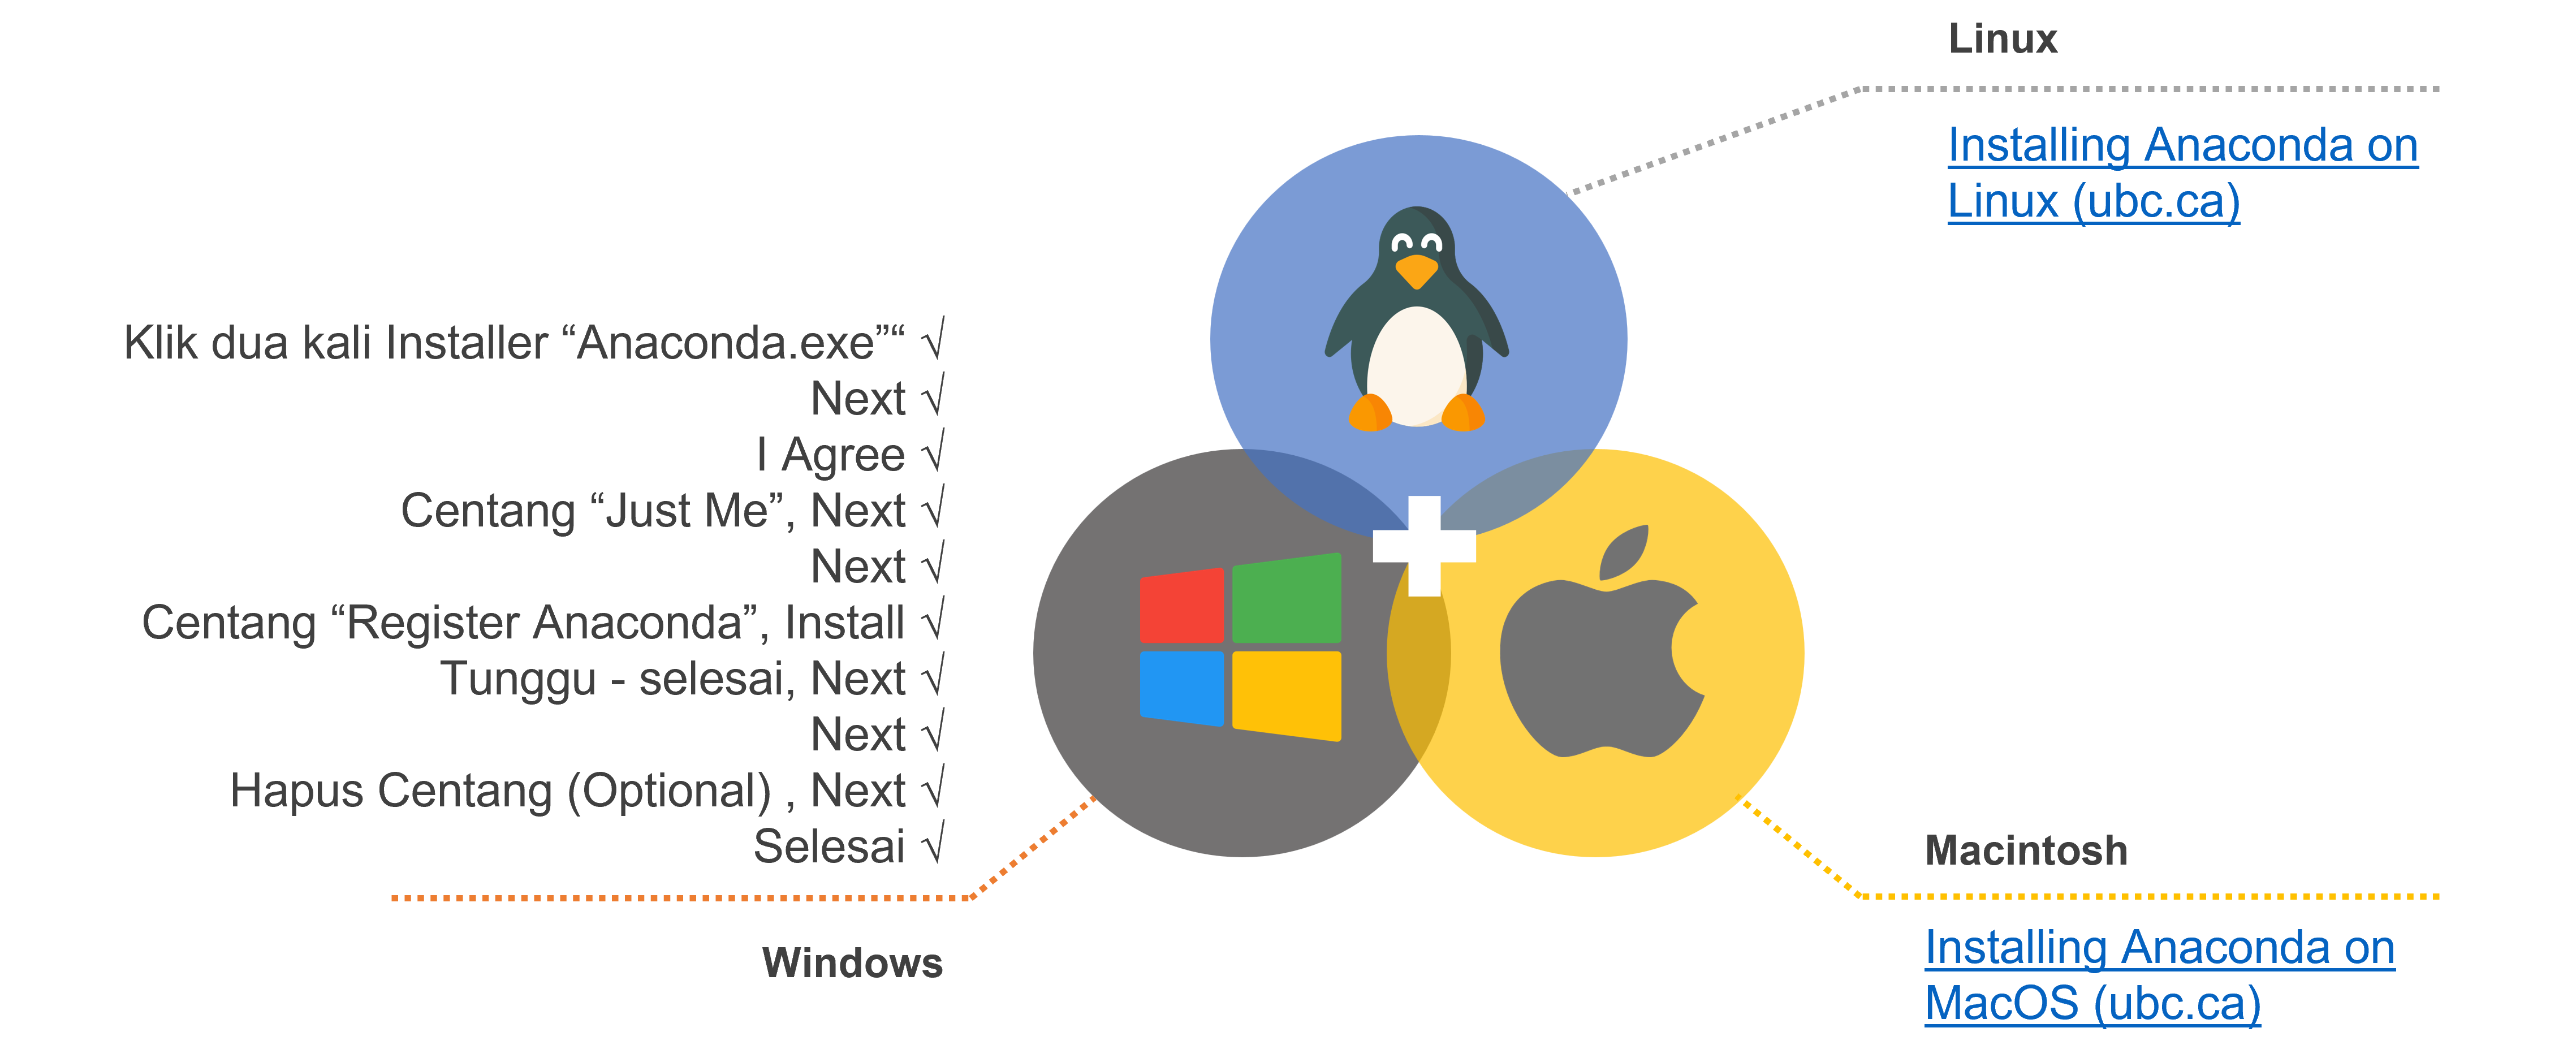 Linux
Installing Anaconda on
Linux (ubc.ca)
Klik dua kali Installer “Anaconda.exe”“ √
Next √
I Agree √
Centang “Just Me”, Next √
Next √
Centang “Register Anaconda”, Install √
Tunggu - selesai, Next √
Next √
Hapus Centang (Optional) , Next √
Selesai √
Windows
Macintosh
Installing Anaconda on
MacOS (ubc.ca)